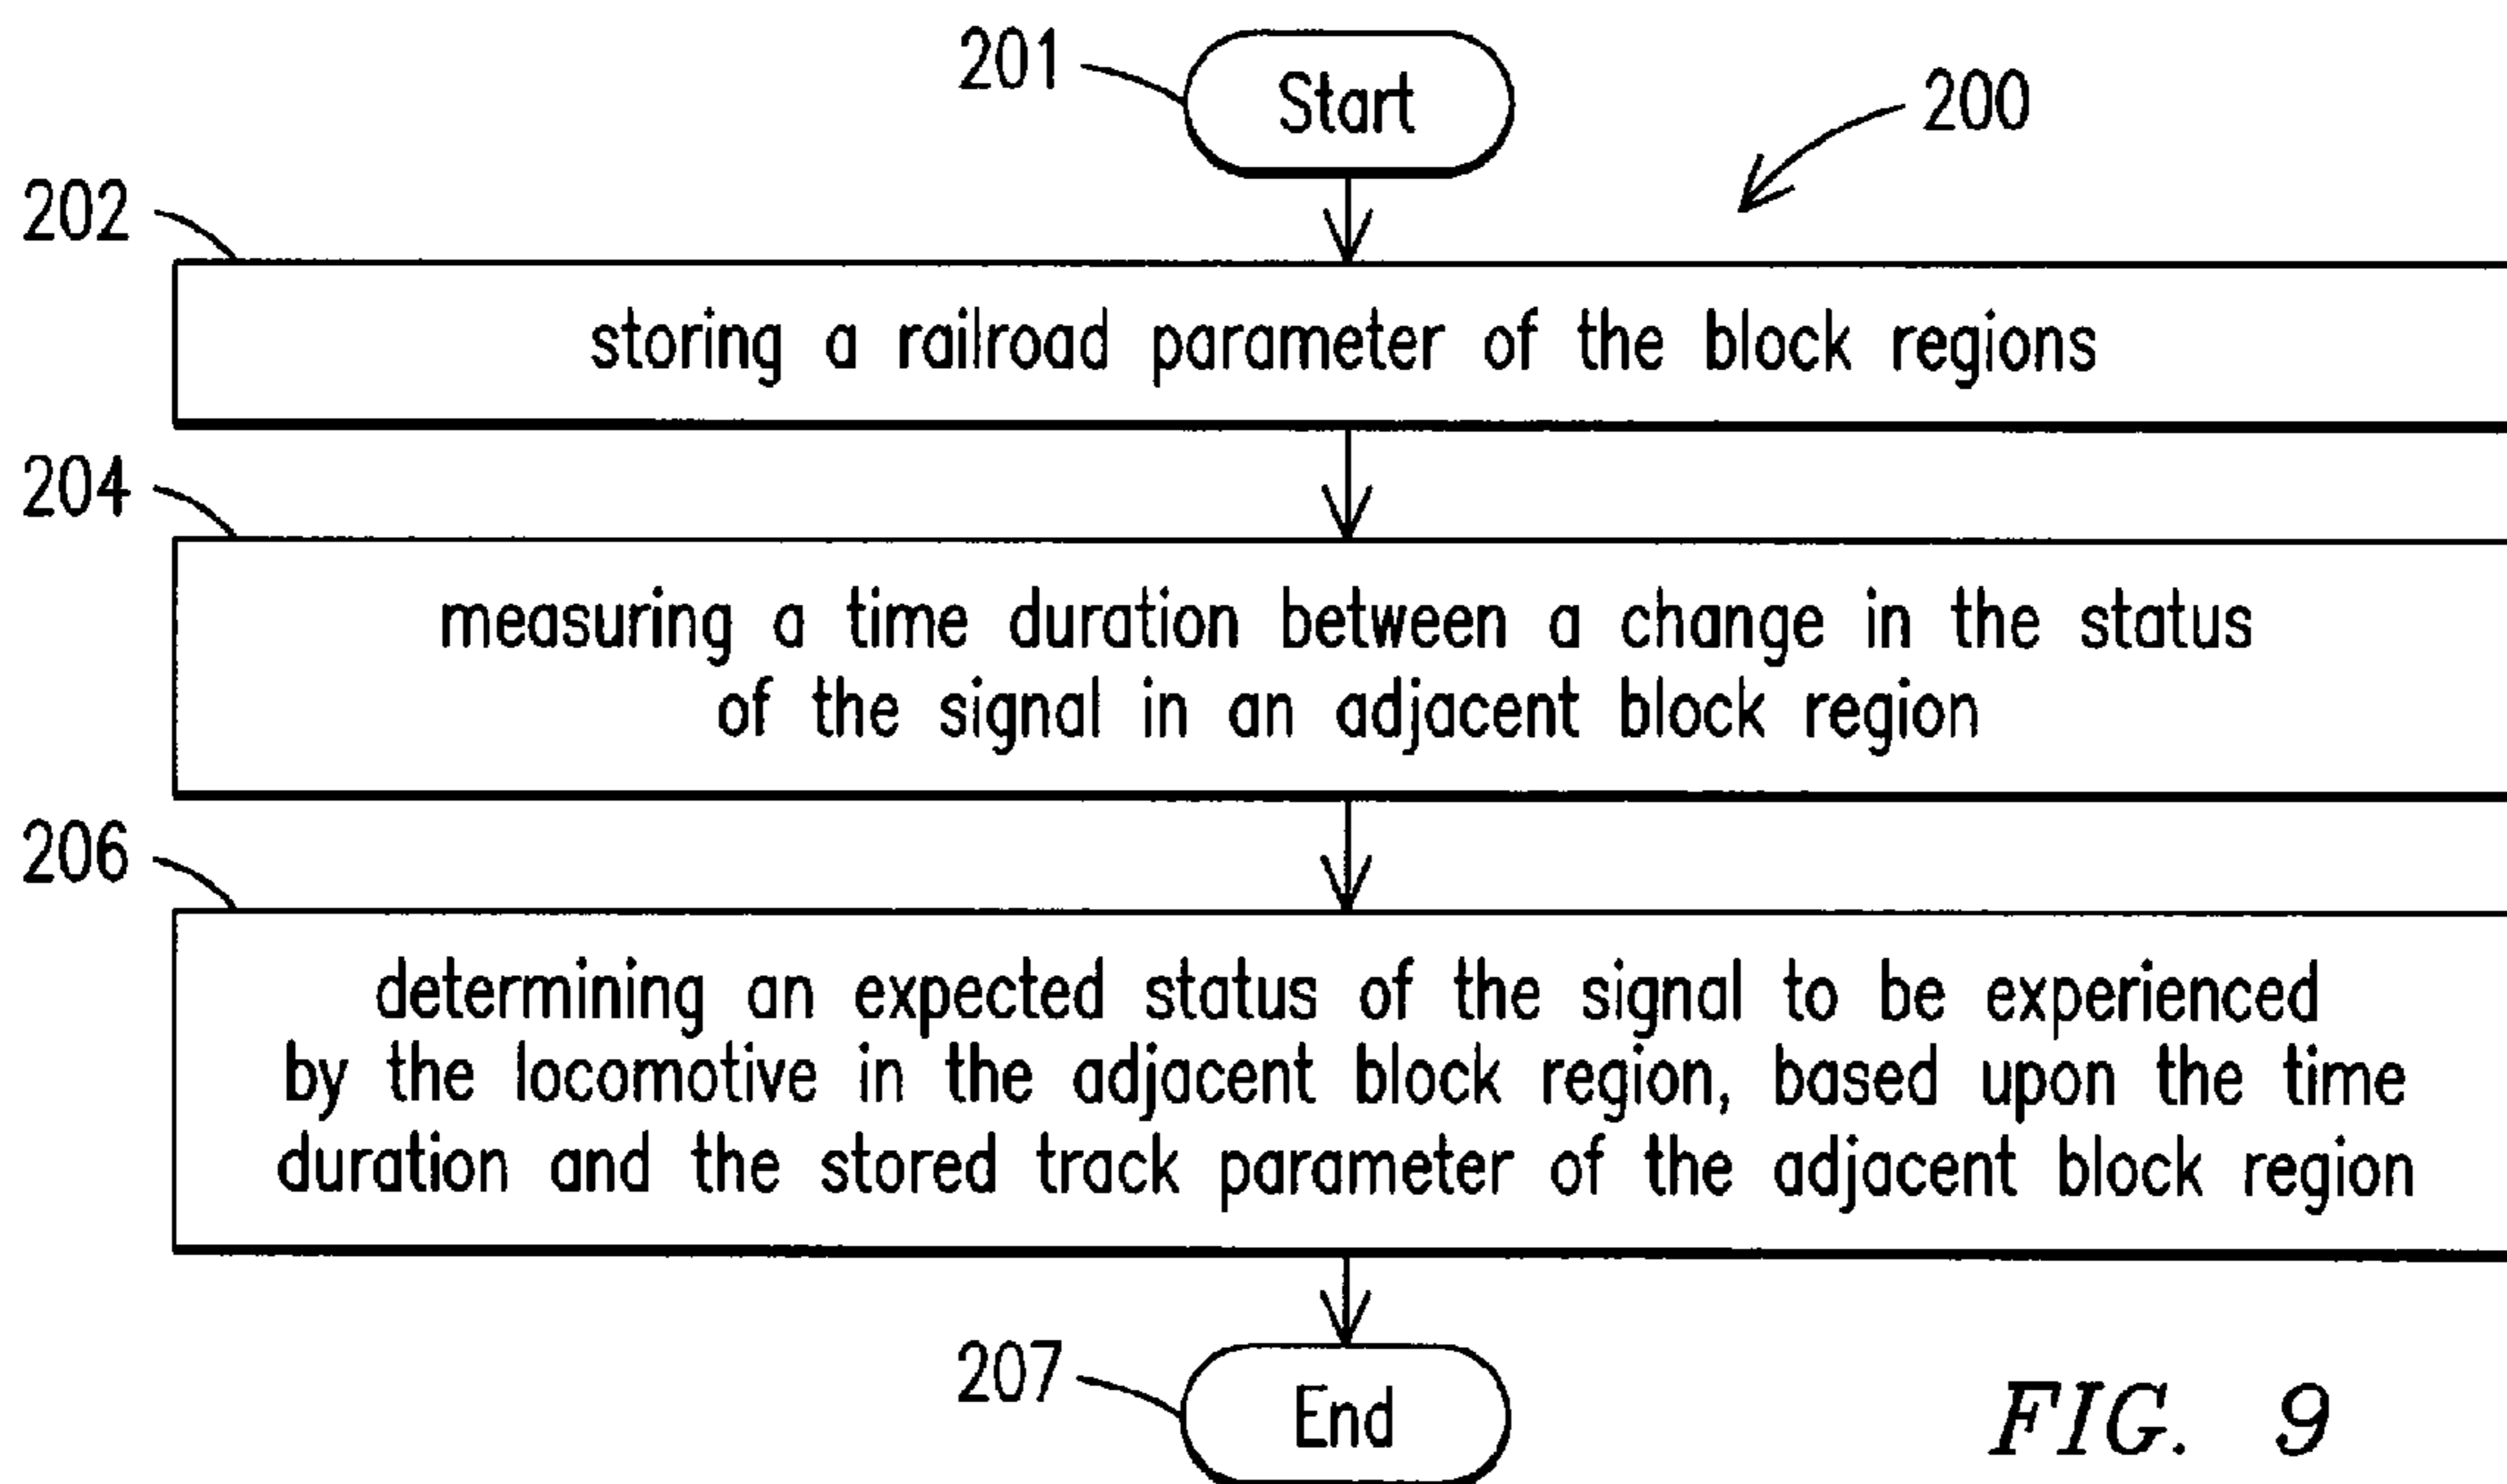 201
Start
200
202
storing a railroad parameter of the block regions
204
measuring a time duration between a change in the status
of the signal in an adjacent block region
206
determining an expected status of the signal to be experienced
by the locomotive in the adjacent block region, based upon the time
duration and the stored track parameter of the adjacent block region
207
End
FIG. 9